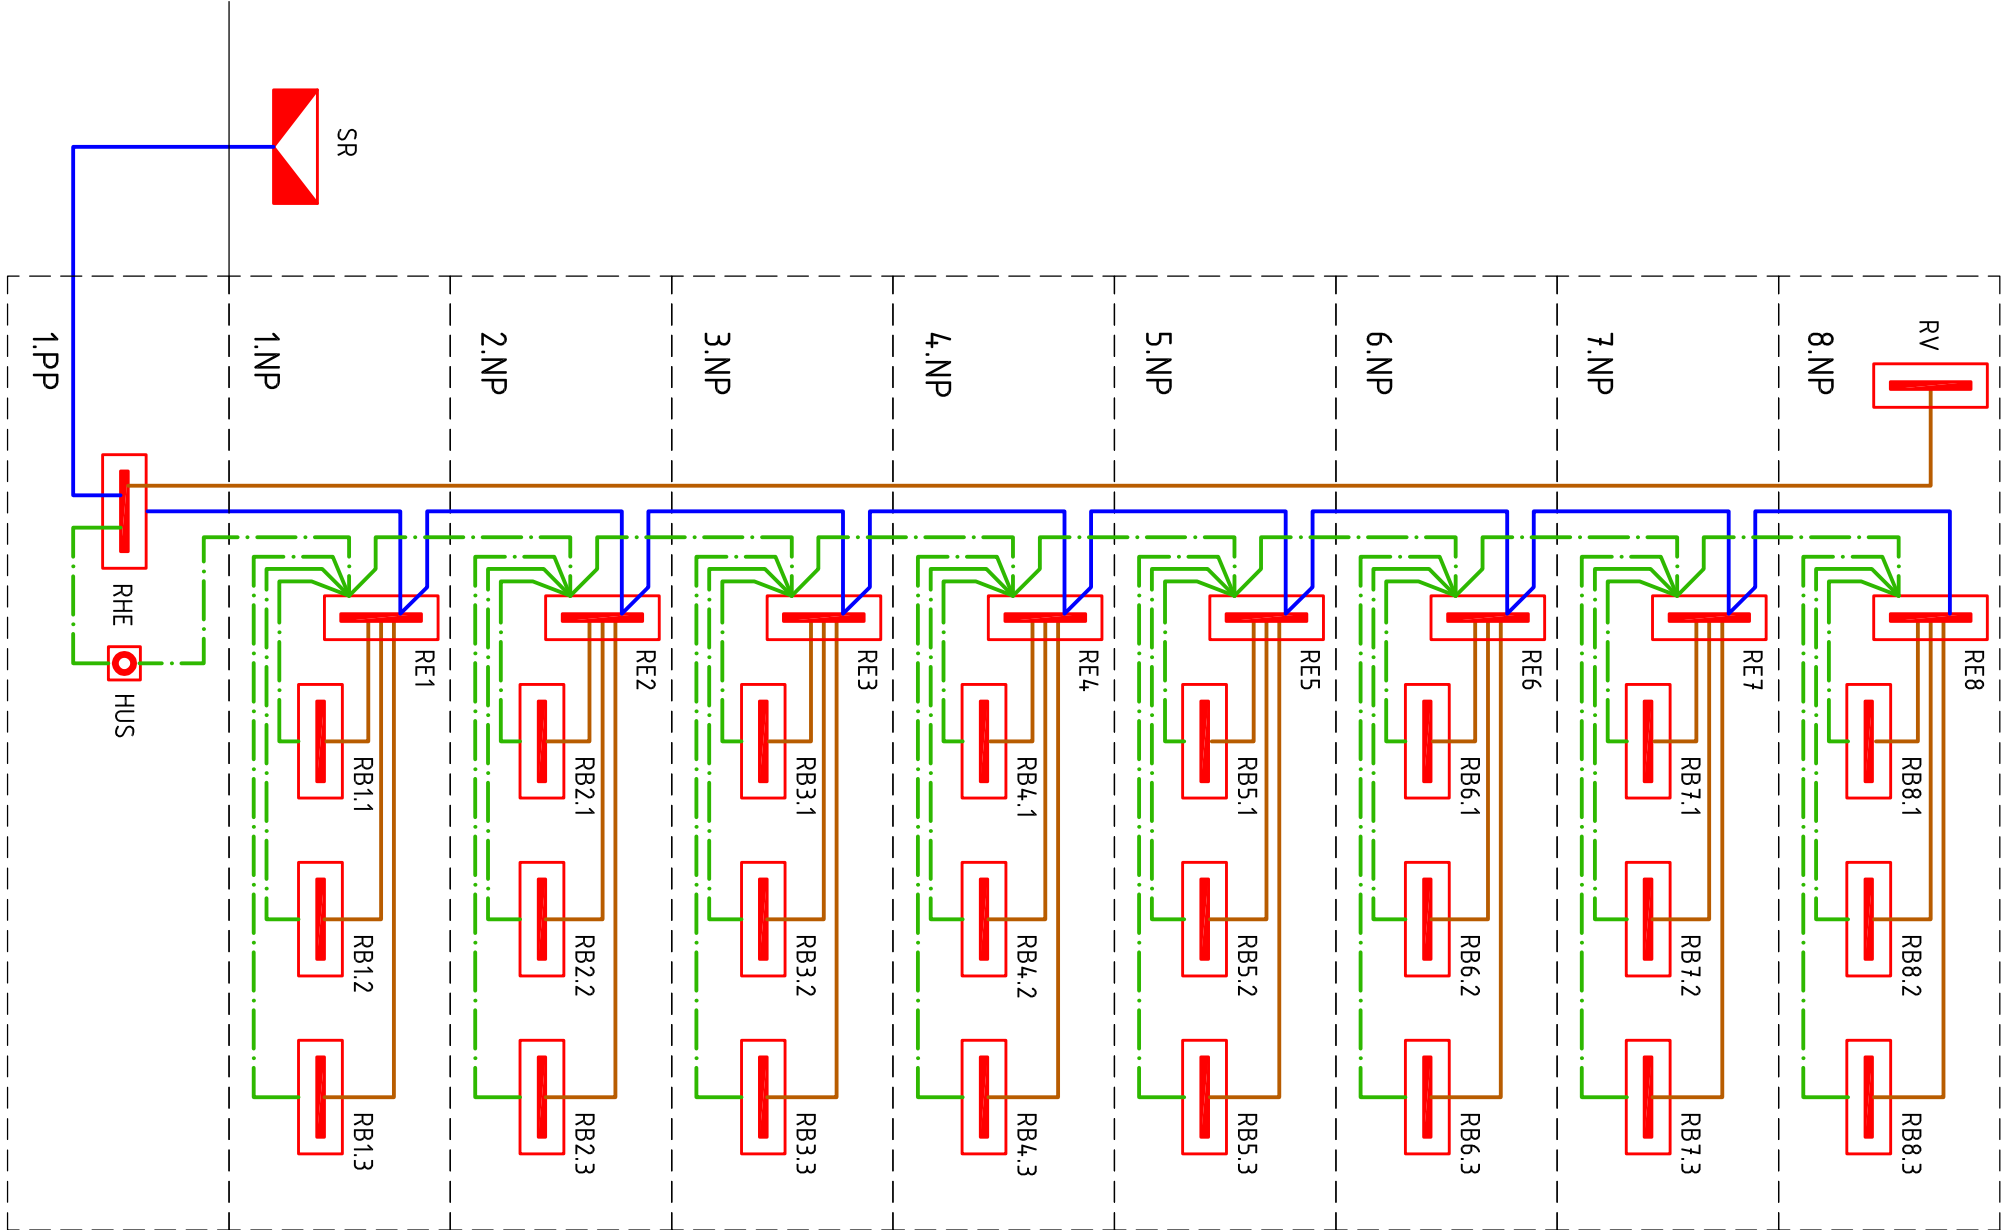 SR
RV
8.NP
RE8
RB8.1
RB8.2
RB8.3
7.NP
RE7
RB7.1
RB7.2
RB7.3
6.NP
RE6
RB6.1
RB6.2
RB6.3
5.NP
RE5
RB5.1
RB5.2
RB5.3
4.NP
RE4
RB4.1
RB4.2
RB4.3
3.NP
RE3
RB3.1
RB3.2
RB3.3
2.NP
RE2
RB2.1
RB2.2
RB2.3
1.NP
RE1
RB1.1
RB1.2
RB1.3
1.PP
RHE
HUS